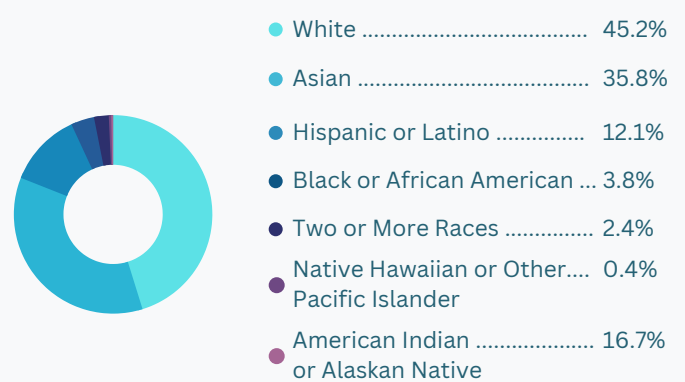 White ...................................... 45.2%
Asian ....................................... 35.8%
Hispanic or Latino ............... 12.1%
Black or African American ... 3.8%
Two or More Races ............... 2.4%
Native Hawaiian or Other.... 0.4%
Pacific Islander
American Indian .................... 16.7%
or Alaskan Native